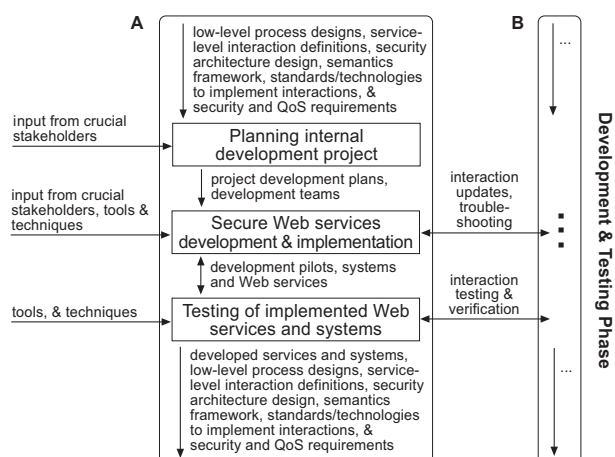 A
B
low-level process designs, service-
level interaction definitions, security
architecture design, semantics
framework, standards/technologies
to implement interactions, &
security and QoS requirements
...
input from crucial
stakeholders
Planning internal
development project
project development plans,
development teams
input from crucial
stakeholders, tools &
techniques
Secure Web services
development & implementation
interaction
updates,
trouble-
shooting
development pilots, systems
and Web services
tools, & techniques
Testing of implemented Web
services and systems
interaction
testing &
verification
developed services and systems,
low-level process designs, service-
level interaction definitions, security
architecture design, semantics
framework, standards/technologies
to implement interactions, &
security and QoS requirements
...
Development & Testing Phase